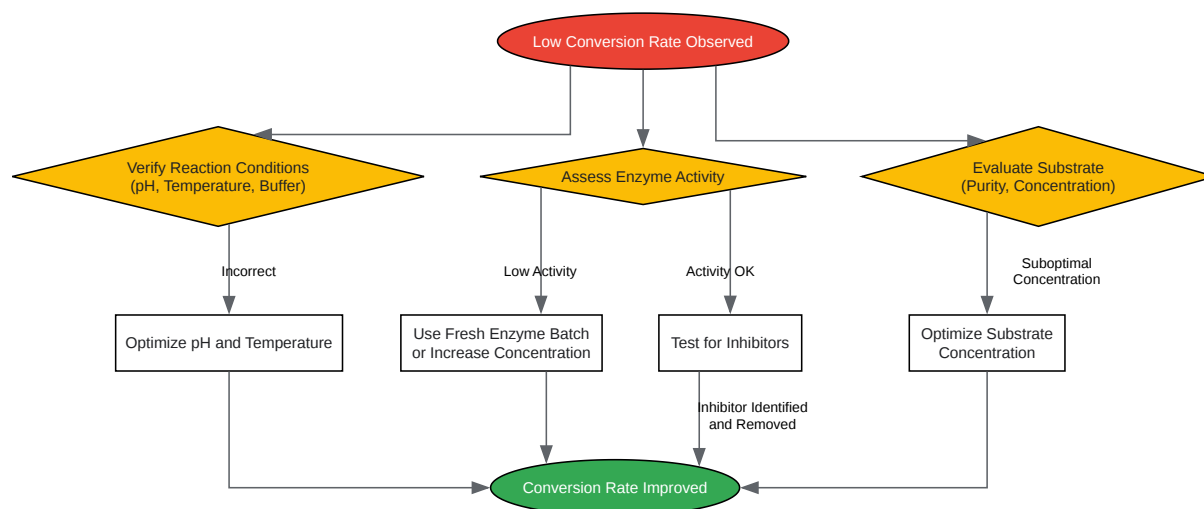 Low Conversion Rate Observed
Verify Reaction Conditions
(pH, Temperature, Buffer)
Assess Enzyme Activity
Evaluate Substrate
(Purity, Concentration)
Incorrect
Low Activity
Activity OK
Suboptimal
Concentration
Optimize pH and Temperature
Use Fresh Enzyme Batch
or Increase Concentration
Test for Inhibitors
Optimize Substrate
Concentration
Inhibitor Identified
and Removed
Conversion Rate Improved